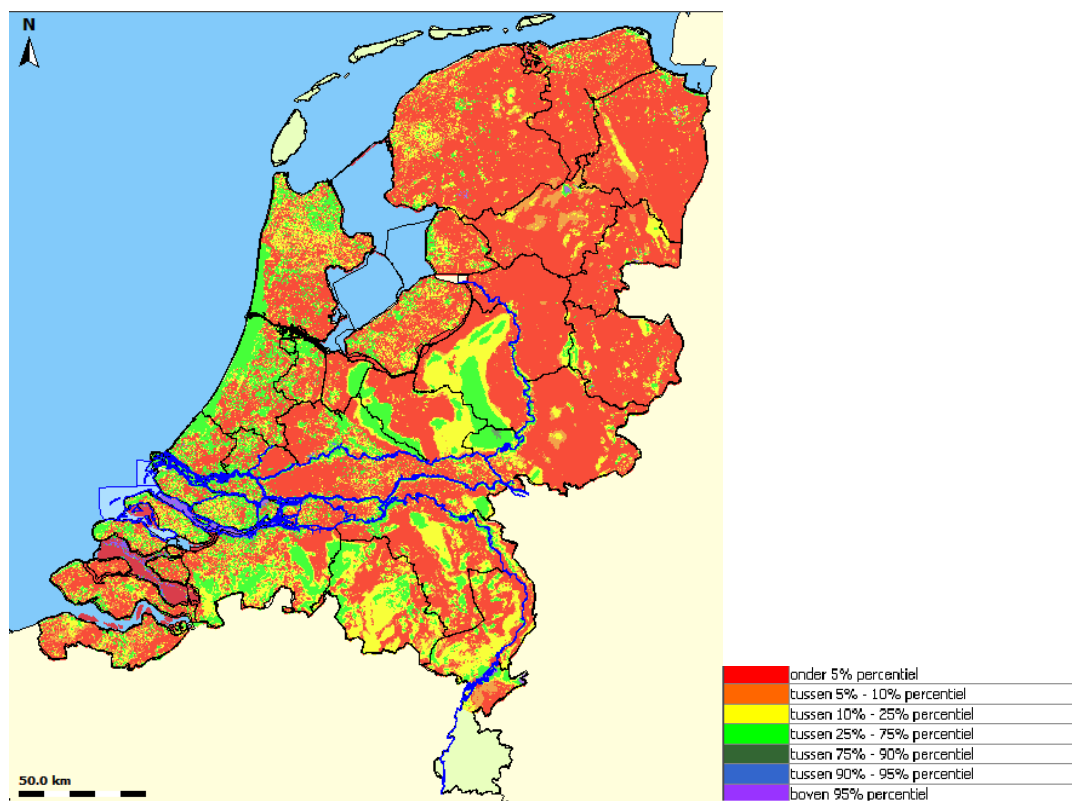 N
50.0 km
onder 5% percentiel
tussen 5% - 10% percentiel
tussen 10% - 25% percentiel
tussen 25% - 75% percentiel
tussen 75% - 90% percentiel
tussen 90% - 95% percentiel
boven 95% percentiel